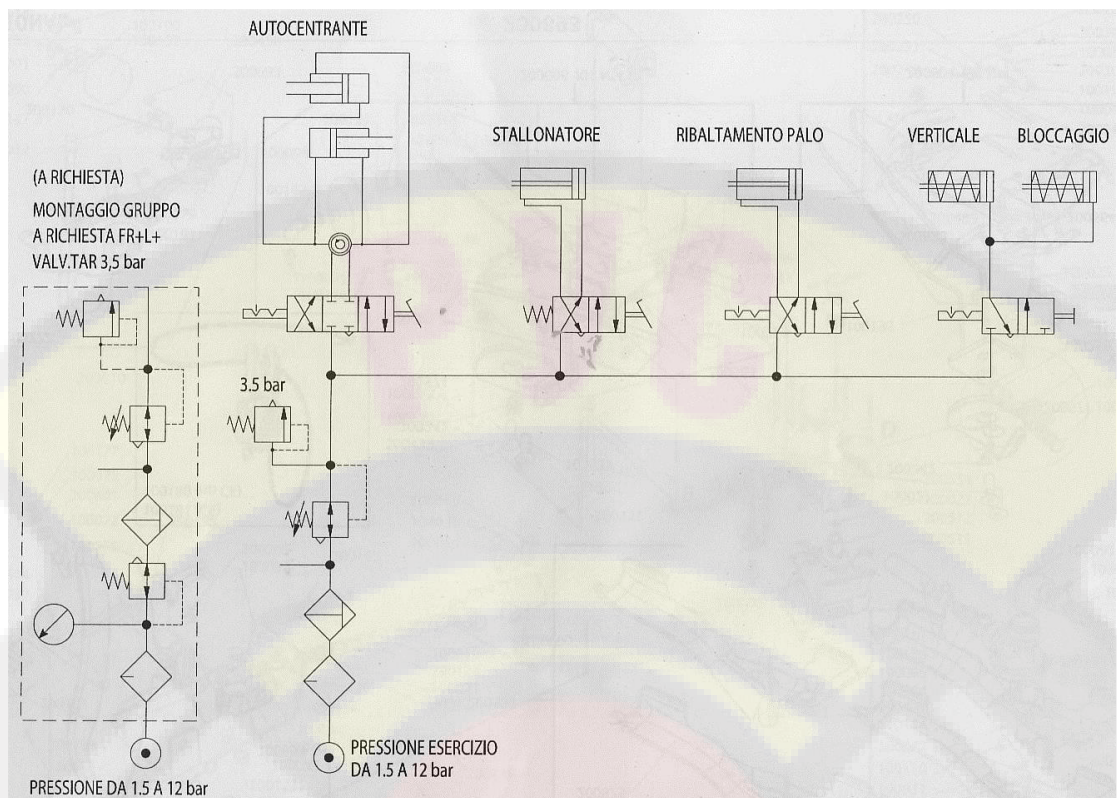 AUTOCENTRANTE
STALLONATORE
RIBALTAMENTO PALO
VERTICALE
BLOCCAGGIO
(A RICHIESTA)
MONTAGGIO GRUPPO
A RICHIESTA FR+L+
VALV.TAR 3,5 bar
3.5 bar
PRESSIONE ESERCIZIO
DA 1.5 A 12 bar
PRESSIONE DA 1.5 A 12 bar
PYC